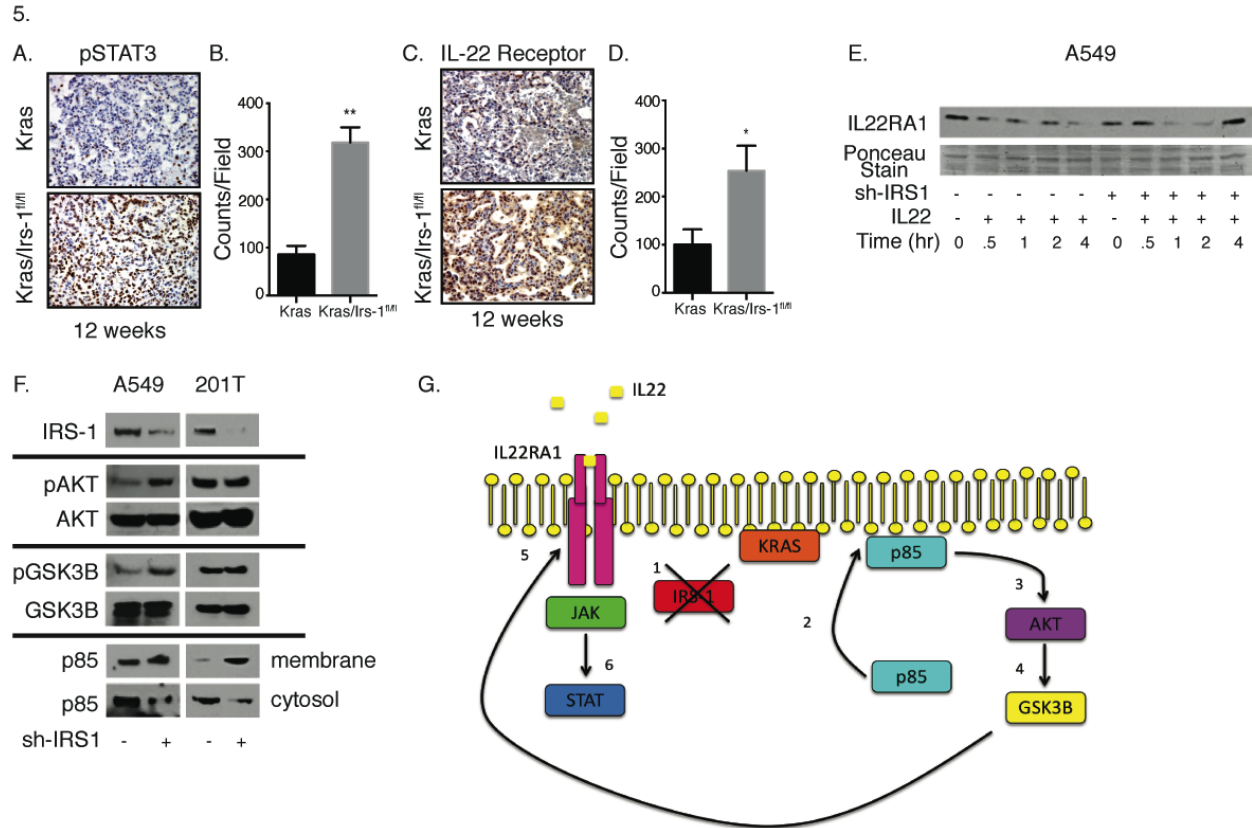 5.
A.
pSTAT3
Kras
Kras/Irs-1fl/fl
12 weeks
B.
Counts/Field
400
300
200
100
0
**
Kras
Kras/Irs-1fl/fl
C.
IL-22 Receptor
Kras
Kras/Irs-1fl/fl
12 weeks
D.
Counts/Field
400
300
200
100
0
*
Kras
Kras/Irs-1fl/fl
E.
A549
IL22RA1
Ponceau
Stain
sh-IRS1 - - - - - + + + + +
IL22 - + + + + - + + + +
Time (hr) 0 .5 1 2 4 0 .5 1 2 4
F.
A549 201T
IRS-1
pAKT
AKT
pGSK3B
GSK3B
p85 membrane
p85 cytosol
sh-IRS1 - + - +
G.
IL22
IL22RA1
KRAS
p85
5
1
IRS-1
3
JAK
2
AKT
6
4
STAT
p85
GSK3B